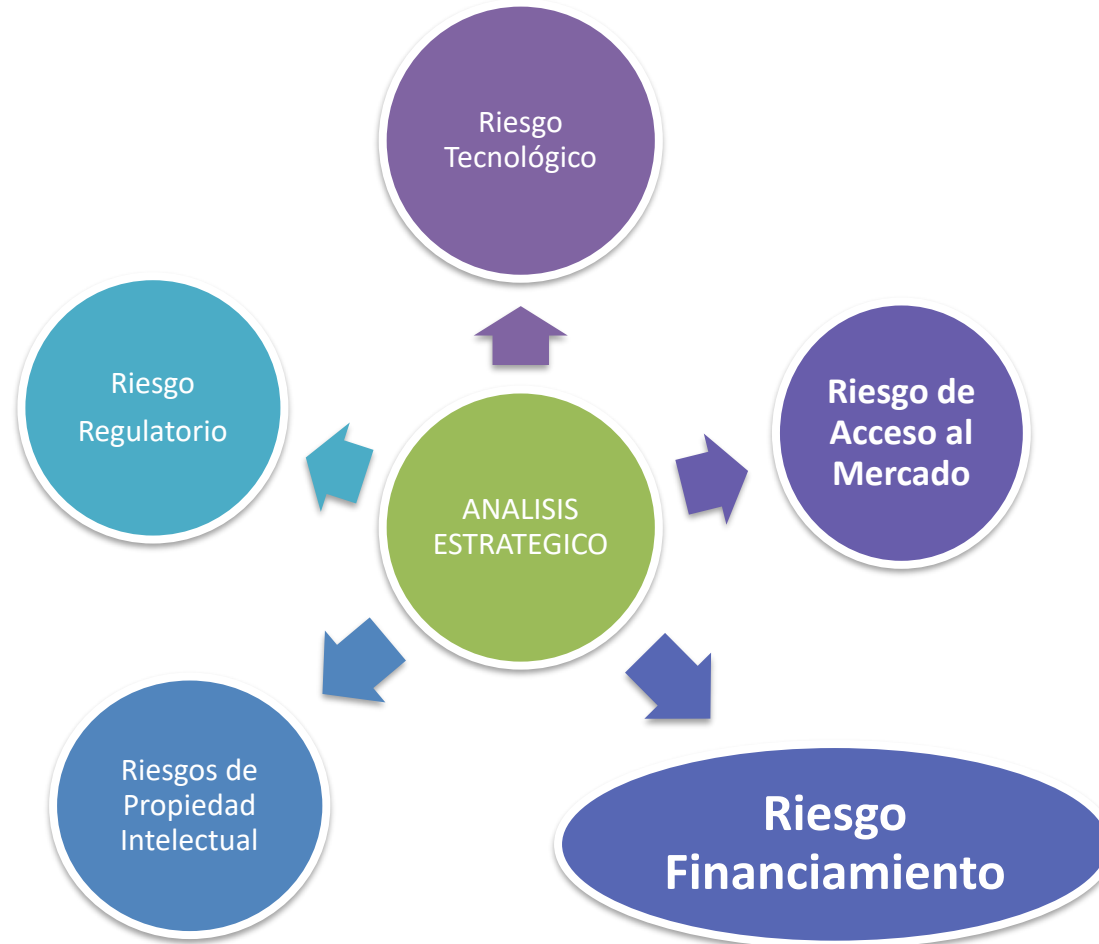 Riesgo
Tecnológico
Riesgo
Regulatorio
Riesgo de
Acceso al
Mercado
ANALISIS
ESTRATEGICO
Riesgos de
Propiedad
Intelectual
Riesgo
Financiamiento